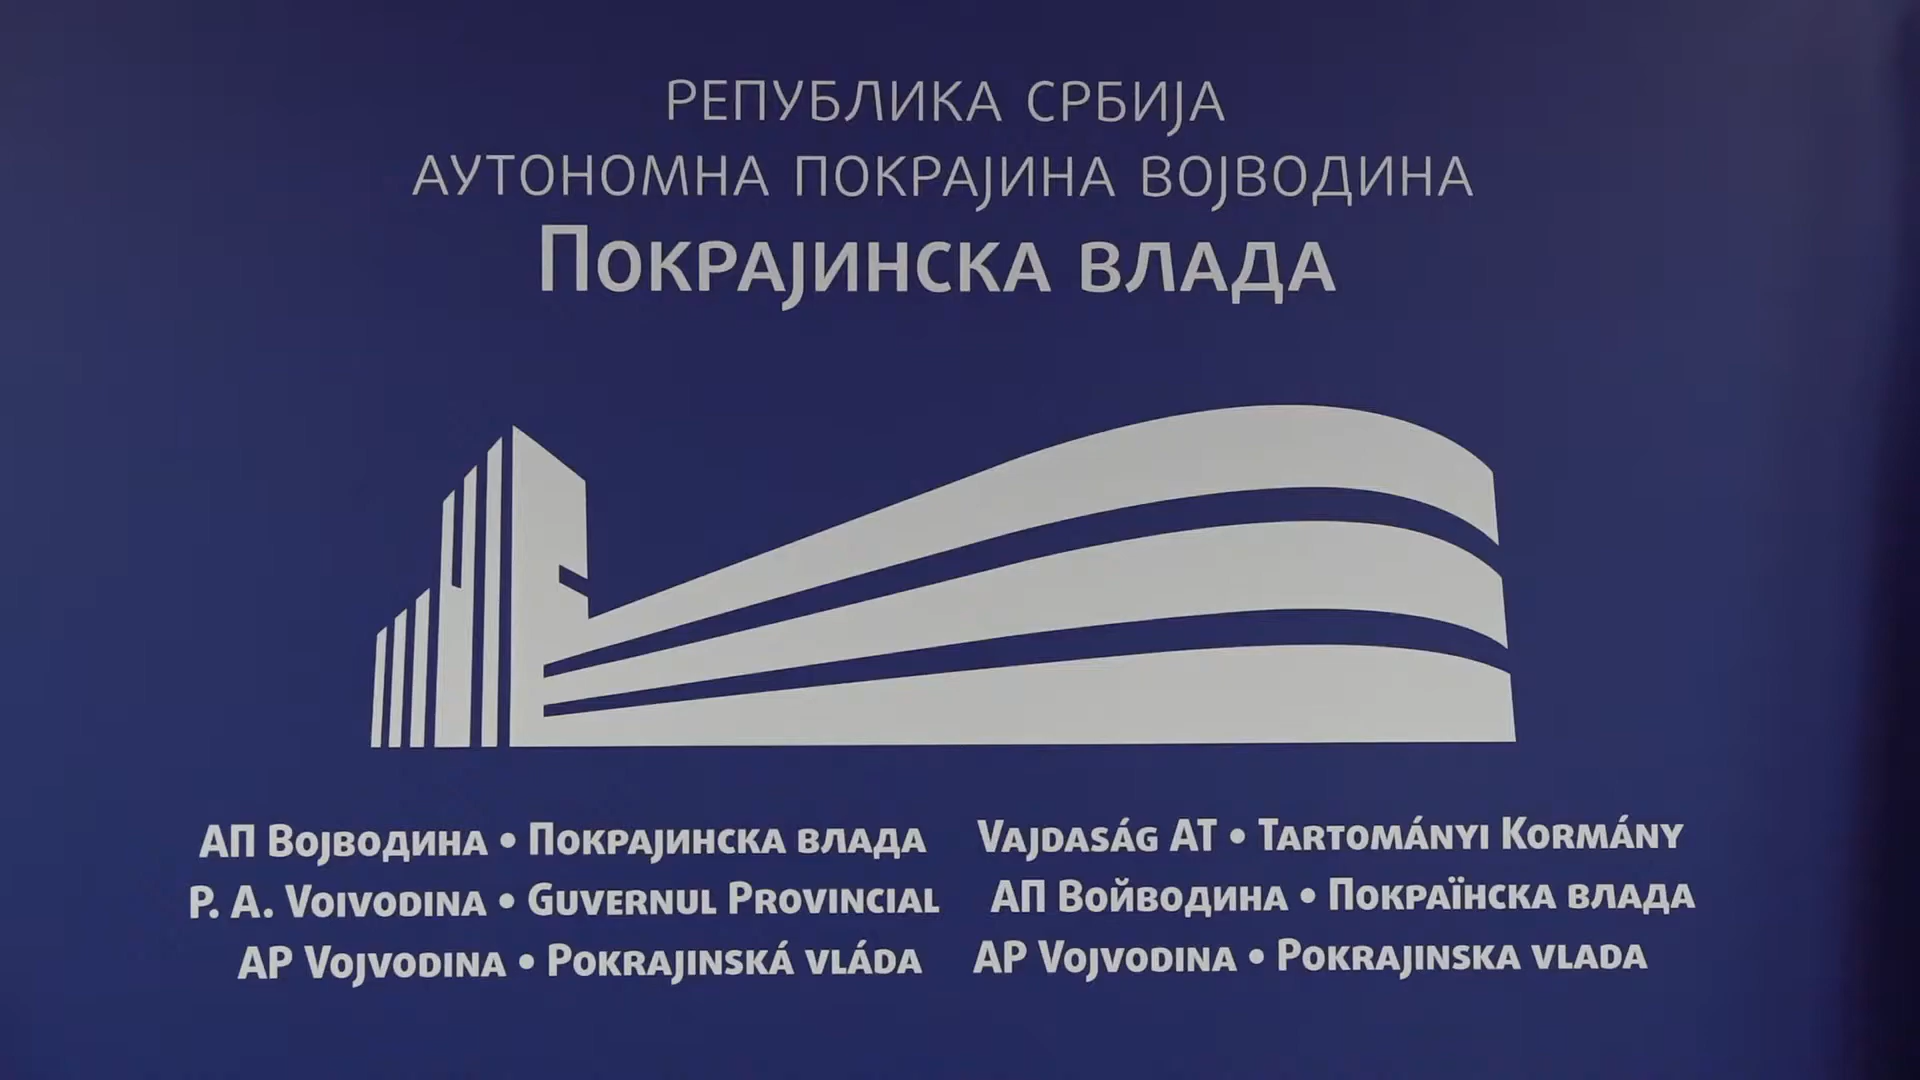 РЕПУБЛИКА СРБИЈА
АУТОНОМНА ПОКРАЈИНА ВОЈВОДИНА
ПОКРАЈИНСКА ВЛАДА
АП ВОЈВОДИНА • ПОКРАЈИНСКА ВЛАДА
VAJDASÁG AT • TARTOMÁNYI KORMÁNY
P. A. VOIVODINA • GUVERNUL PROVINCIAL
АП ВОЙВОДИНА • ПОКРАЇНСКА ВЛАДА
AP VOJVODINA • POKRAJINSKÁ VLÁDA
AP VOJVODINA • POKRAJINSKA VLADA